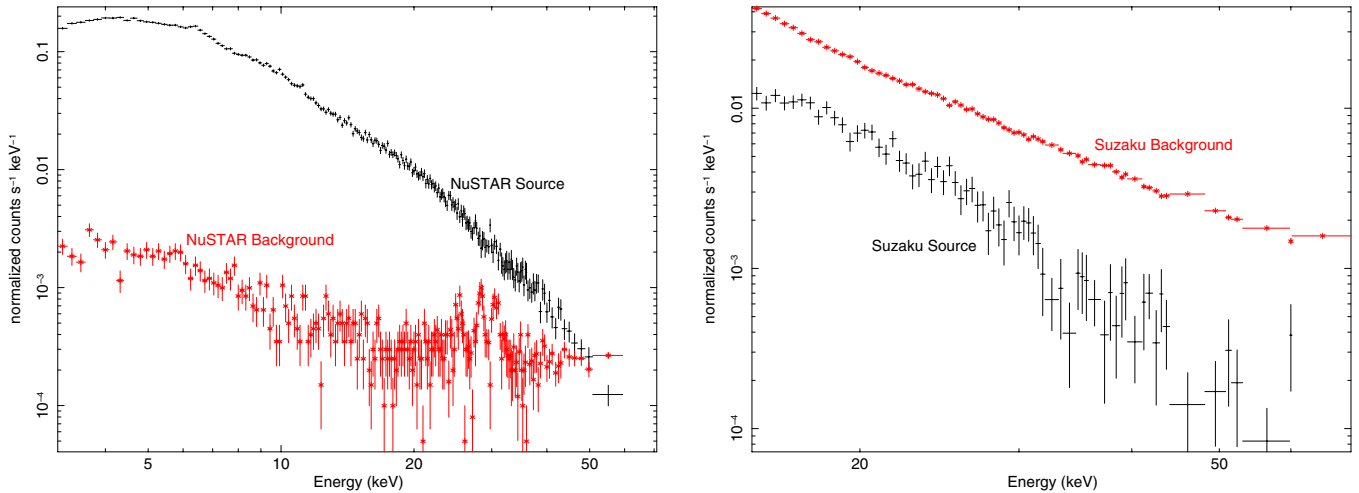 normalized counts s⁻¹ keV⁻¹
0.1
0.01
10⁻³
10⁻⁴
NuSTAR Source
NuSTAR Background
5 10 20 50
Energy (keV)
normalized counts s⁻¹ keV⁻¹
0.01
10⁻³
10⁻⁴
Suzaku Background
Suzaku Source
20 50
Energy (keV)